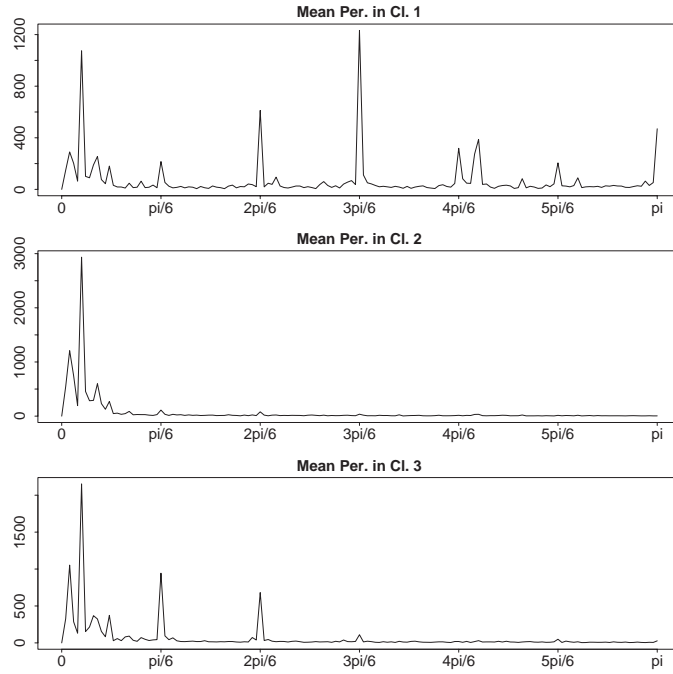 Mean Per. in Cl. 1
1200
800
400
0
0 pi/6 2pi/6 3pi/6 4pi/6 5pi/6 pi
Mean Per. in Cl. 2
3000
2000
1000
0
0 pi/6 2pi/6 3pi/6 4pi/6 5pi/6 pi
Mean Per. in Cl. 3
1500
500
0
0 pi/6 2pi/6 3pi/6 4pi/6 5pi/6 pi